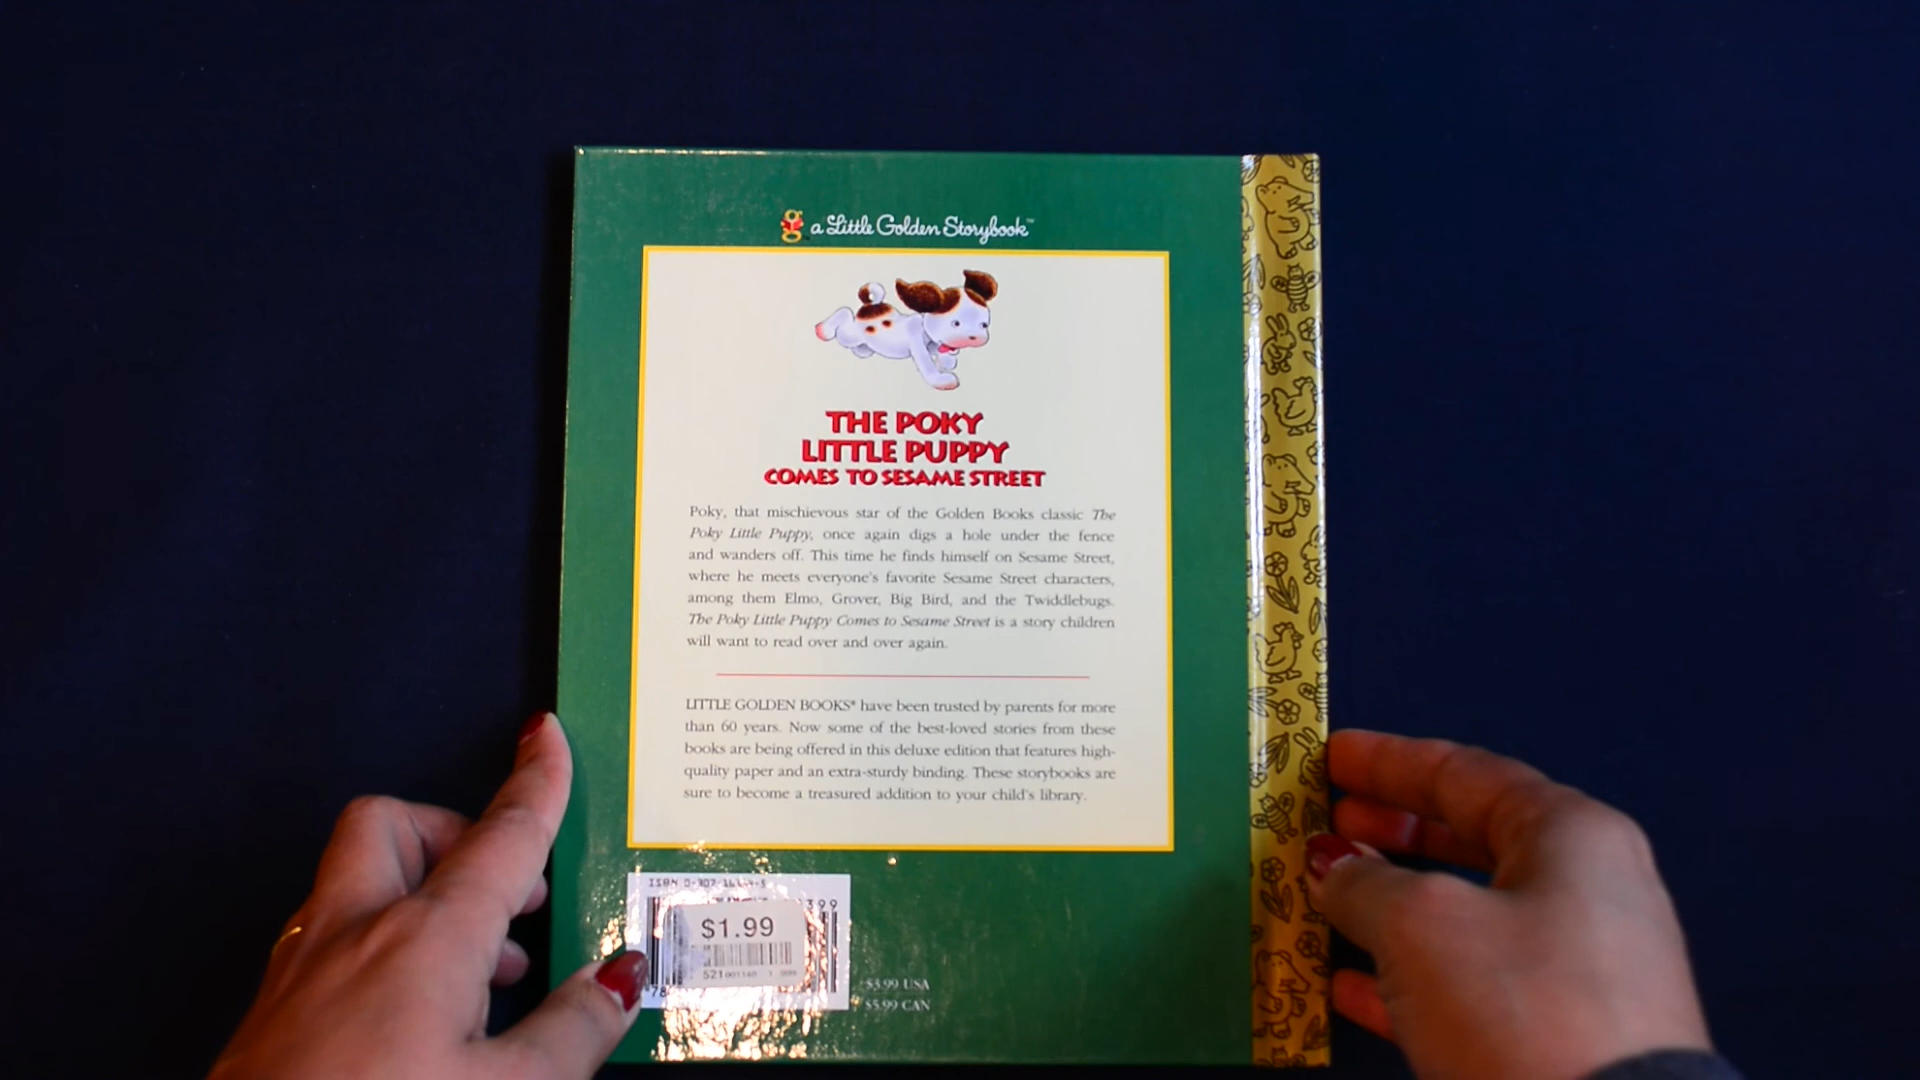 a Little Golden Storybook™
THE POKY
LITTLE PUPPY
COMES TO SESAME STREET
Poky, that mischievous star of the Golden Books classic The
Poky Little Puppy, once again digs a hole under the fence
and wanders off. This time he finds himself on Sesame Street,
where he meets everyone's favorite Sesame Street characters,
among them Elmo, Grover, Big Bird, and the Twiddlebugs.
The Poky Little Puppy Comes to Sesame Street is a story children
will want to read over and over again.
LITTLE GOLDEN BOOKS® have been trusted by parents for more
than 60 years. Now some of the best-loved stories from these
books are being offered in this deluxe edition that features high-
quality paper and an extra-sturdy binding. These storybooks are
sure to become a treasured addition to your child's library.
ISBN
$1.99
$3.99 USA
$5.99 CAN